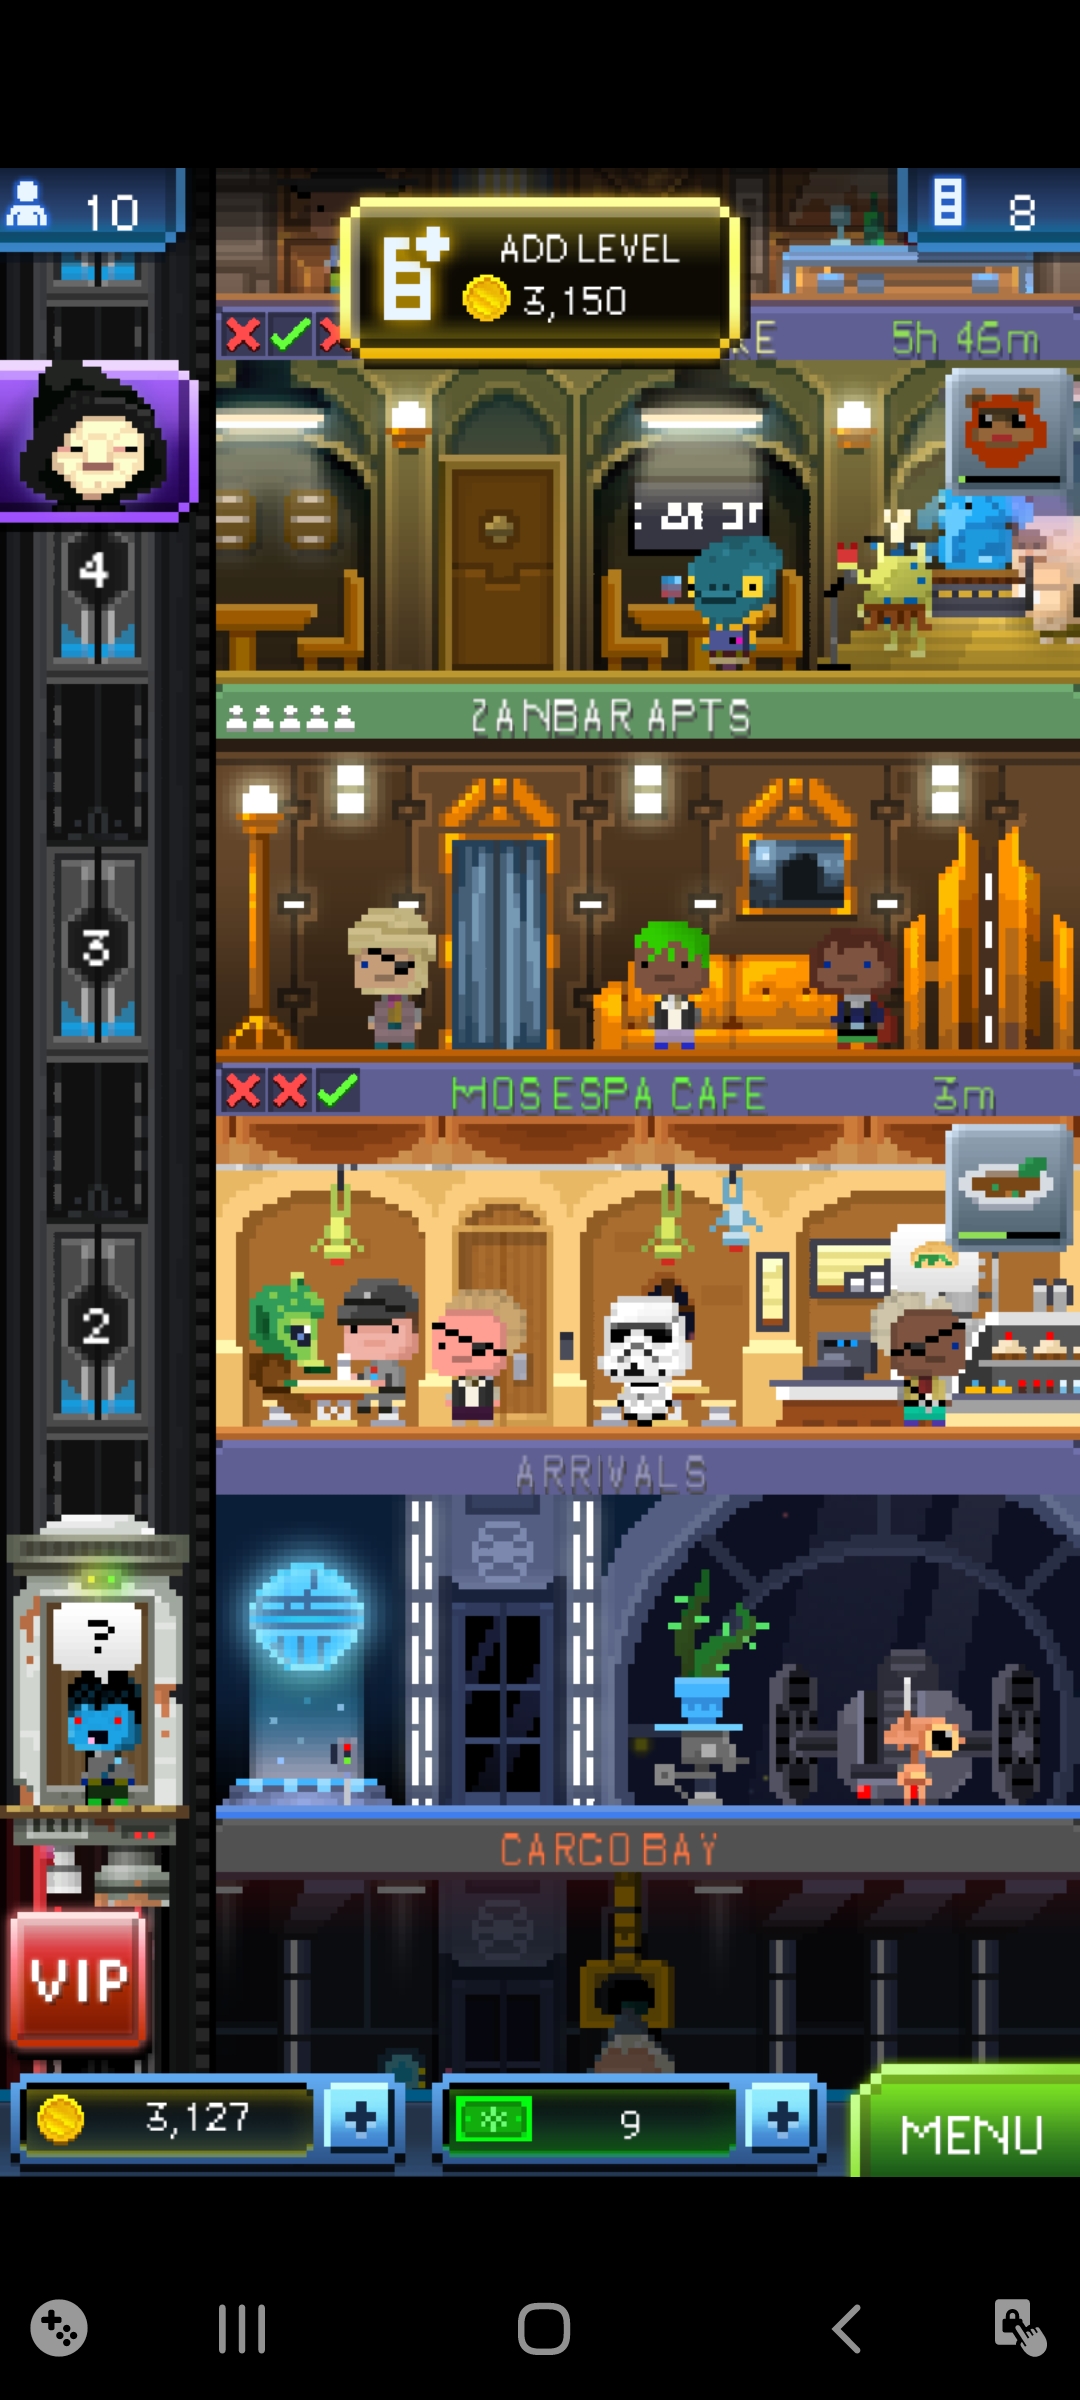 10
ADD LEVEL
3,150
8
KE
5h 46m
4
ZANBAR APTS
3
MOS ESPA CAFE
3m
2
ARRIVALS
?
CARGO BAY
VIP
3,127
9
MENU